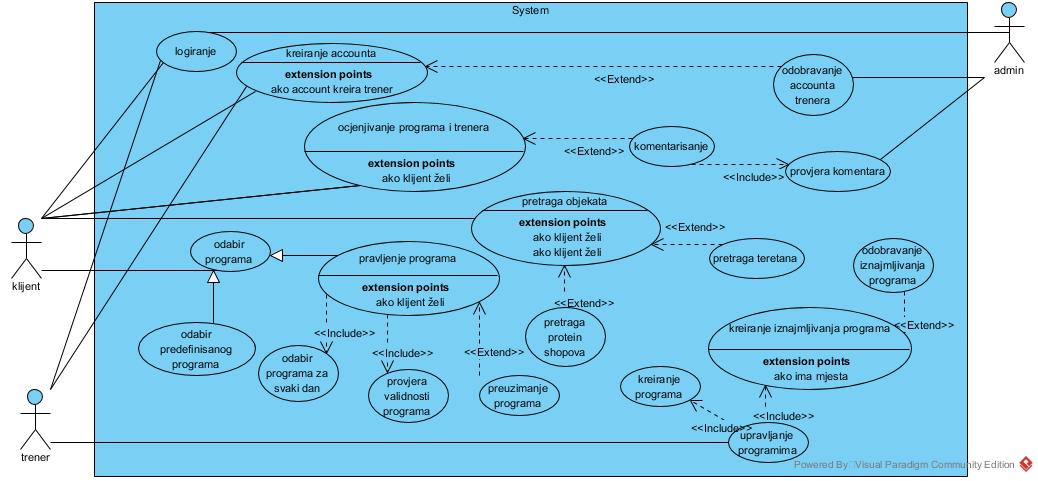 System
logiranje
kreiranje accounta
extension points
ako account kreira trener
<<Extend>>
odobravanje
accounta
trenera
admin
ocjenjivanje programa i trenera
extension points
ako klijent želi
<<Extend>>
komentarisanje
<<Include>>
provjera komentara
pretraga objekata
extension points
ako klijent želi
ako klijent želi
<<Extend>>
pretraga teretana
odobravanje
iznajmljivanja
programa
klijent
odabir
programa
pravljenje programa
extension points
ako klijent želi
<<Extend>>
pretraga
protein
shopova
kreiranje iznajmljivanja programa
extension points
ako ima mjesta
<<Extend>>
odabir
predefinisanog
programa
<<Include>>
odabir
programa za
svaki dan
<<Include>>
provjera
validnosti
programa
<<Extend>>
preuzimanje
programa
kreiranje
programa
<<Include>>
<<Include>>
upravljanje
programima
trener
Powered By Visual Paradigm Community Edition